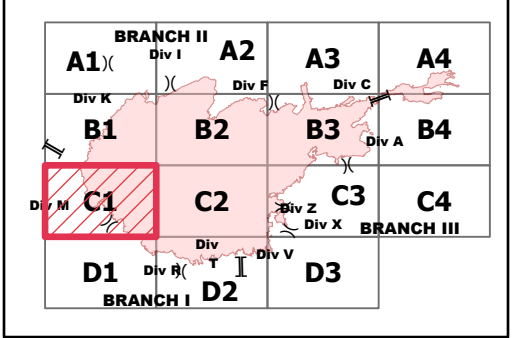 BRANCH II
A1
Div I
A2
A3
A4
Div K
Div F
Div C
B1
B2
B3
Div A
B4
Div M
C1
C2
Div Z
C3
C4
Div X
BRANCH III
D1
Div R
Div
T
Div V
D3
BRANCH I
D2